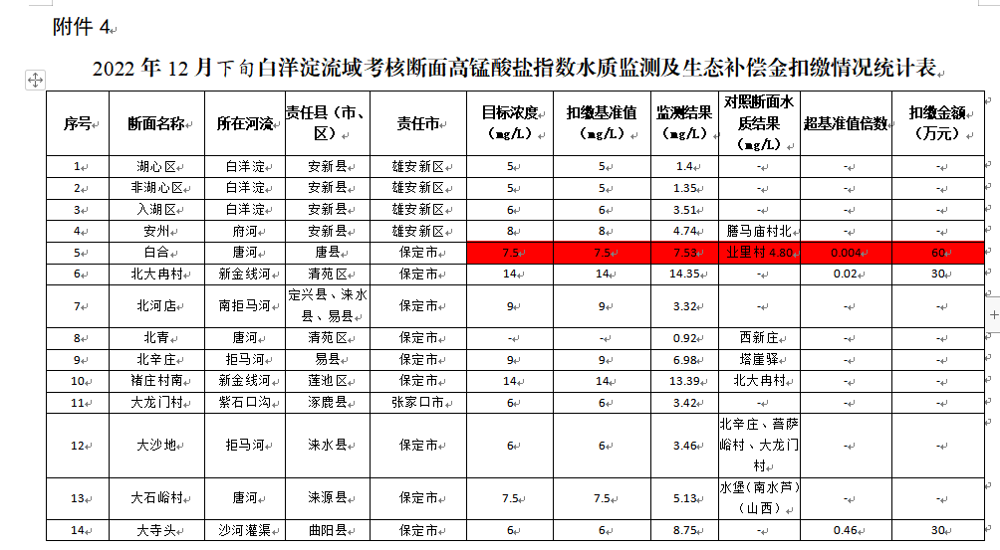 附件 4
2022 年 12 月下旬白洋淀流域考核断面高锰酸盐指数水质监测及生态补偿金扣缴情况统计表
序号 断面名称 所在河流 责任县（市、区） 责任市 目标浓度（mg/L） 扣缴基准值（mg/L） 监测结果（mg/L） 对照断面水质结果（mg/L） 超基准值倍数 扣缴金额（万元）
1 湖心区 白洋淀 安新县 雄安新区 5 5 1.4 - - -
2 非湖心区 白洋淀 安新县 雄安新区 5 5 1.35 - - -
3 入湖区 白洋淀 安新县 雄安新区 6 6 3.51 - - -
4 安州 府河 安新县 雄安新区 8 8 4.74 膳马庙村北 - -
5 白合 唐河 唐县 保定市 7.5 7.5 7.53 业里村 4.80 0.004 60
6 北大冉村 新金线河 清苑区 保定市 14 14 14.35 - 0.02 30
7 北河店 南拒马河 定兴县、涞水县、易县 保定市 9 9 3.32 - - -
8 北青 唐河 清苑区 保定市 - - 0.92 西新庄 - -
9 北辛庄 拒马河 易县 保定市 9 9 6.98 塔崖驿 - -
10 褚庄村南 新金线河 莲池区 保定市 14 14 13.39 北大冉村 - -
11 大龙门村 紫石口沟 涿鹿县 张家口市 6 6 3.42 - - -
12 大沙地 拒马河 涞水县 保定市 6 6 3.46 北辛庄、菩萨峪村、大龙门村 - -
13 大石峪村 唐河 涞源县 保定市 7.5 7.5 5.13 水堡（南水芦）（山西） - -
14 大寺头 沙河灌渠 曲阳县 保定市 6 6 8.75 - 0.46 30